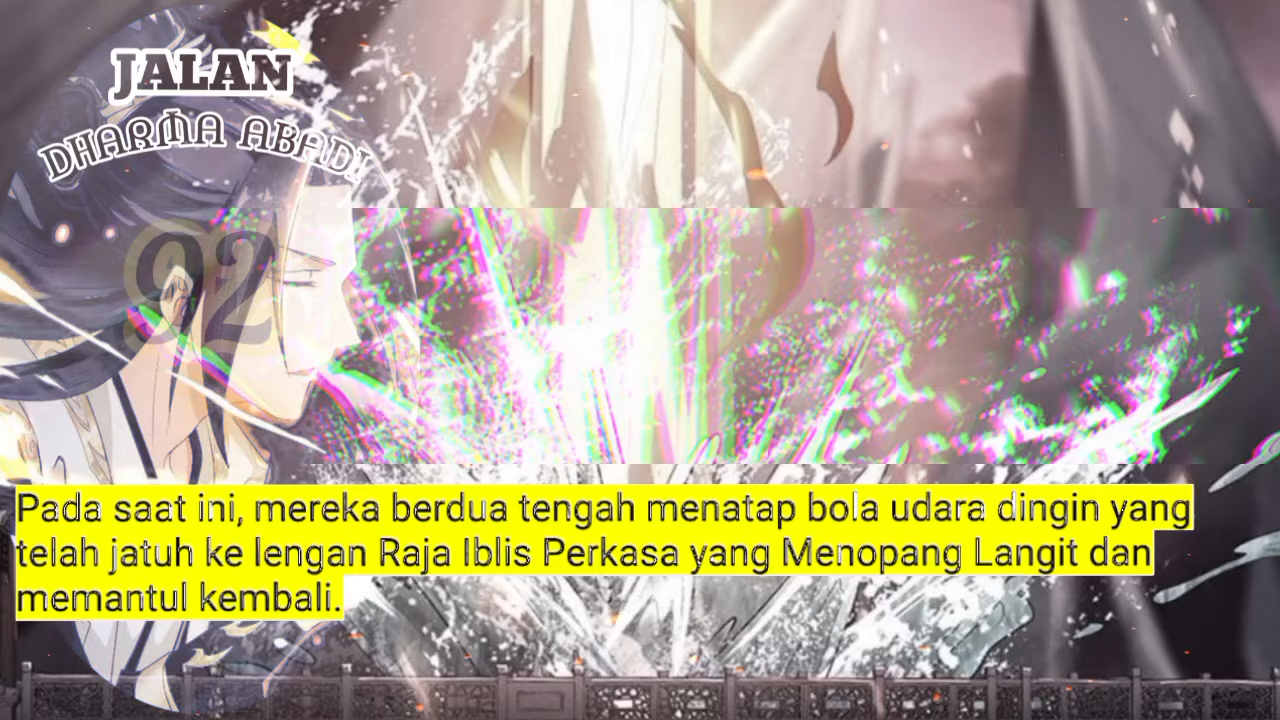 JALAN
DHARMA ABADI
92
Pada saat ini, mereka berdua tengah menatap bola udara dingin yang
telah jatuh ke lengan Raja Iblis Perkasa yang Menopang Langit dan
memantul kembali.